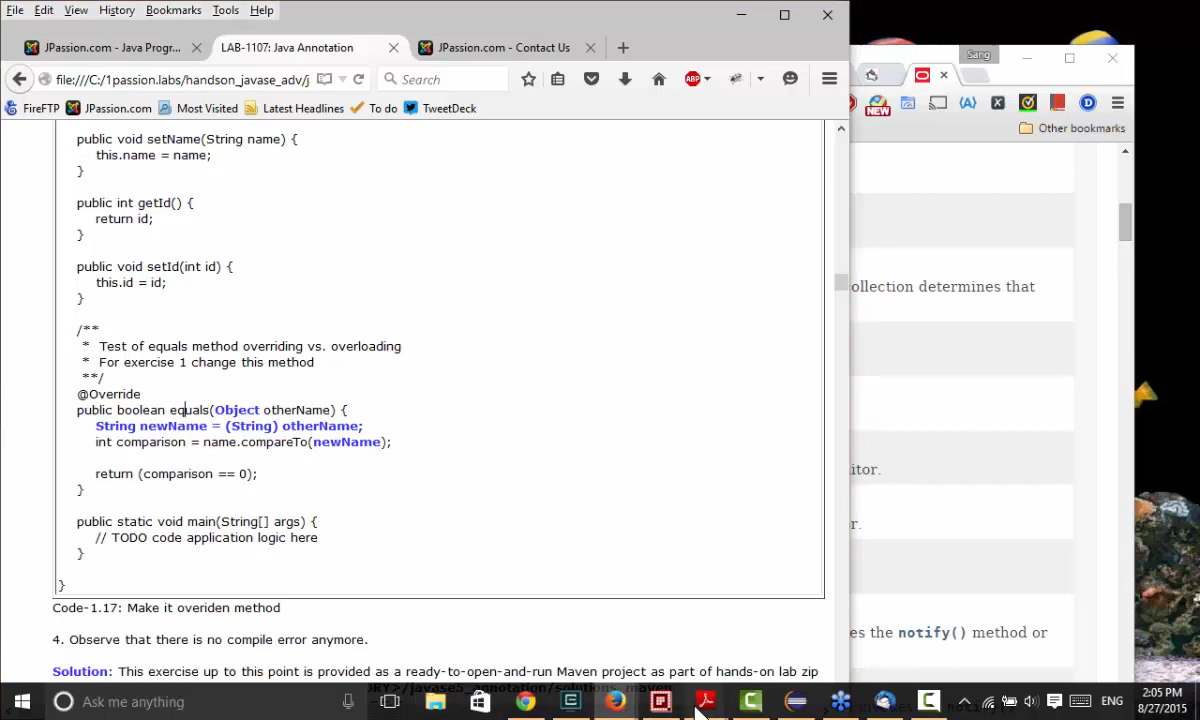 File Edit View History Bookmarks Tools Help
JPassion.com - Java Progr...
LAB-1107: Java Annotation
JPassion.com - Contact Us
Sang
file:///C:/1passion.labs/handson_javase_adv/j
Search
ABP
NEW
FireFTP JPassion.com Most Visited Latest Headlines To do TweetDeck
Other bookmarks
public void setName(String name) {
this.name = name;
}
public int getId() {
return id;
}
public void setId(int id) {
this.id = id;
}
/**
* Test of equals method overriding vs. overloading
* For exercise 1 change this method
**/
@Override
public boolean equals(Object otherName) {
String newName = (String) otherName;
int comparison = name.compareTo(newName);
return (comparison == 0);
}
public static void main(String[] args) {
// TODO code application logic here
}
}
Code-1.17: Make it overiden method
4. Observe that there is no compile error anymore.
Solution: This exercise up to this point is provided as a ready-to-open-and-run Maven project as part of hands-on lab zip
ollection determines that
itor.
r.
es the notify() method or
Ask me anything
ENG
2:05 PM
8/27/2015